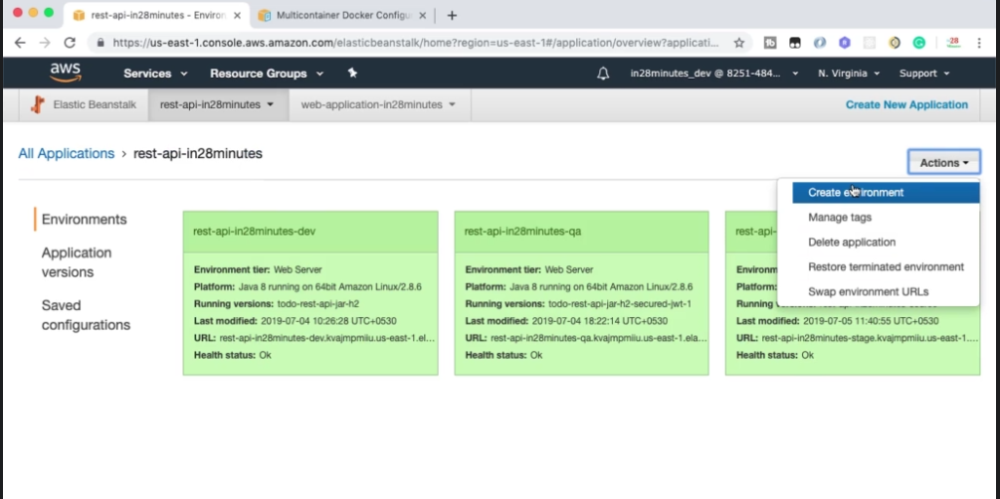 rest-api-in28minutes - Environ
Multicontainer Docker Configu
https://us-east-1.console.aws.amazon.com/elasticbeanstalk/home?region=us-east-1#/application/overview?applicati...
-28
aws
Services
Resource Groups
in28minutes_dev @ 8251-484...
N. Virginia
Support
Elastic Beanstalk
rest-api-in28minutes
web-application-in28minutes
Create New Application
All Applications > rest-api-in28minutes
Actions
Create environment
Manage tags
Delete application
Restore terminated environment
Swap environment URLs
Environments
Application
versions
Saved
configurations
rest-api-in28minutes-dev
Environment tier: Web Server
Platform: Java 8 running on 64bit Amazon Linux/2.8.6
Running versions: todo-rest-api-jar-h2
Last modified: 2019-07-04 10:26:28 UTC+0530
URL: rest-api-in28minutes-dev.kvajmpmiiu.us-east-1.el...
Health status: Ok
rest-api-in28minutes-qa
Environment tier: Web Server
Platform: Java 8 running on 64bit Amazon Linux/2.8.6
Running versions: todo-rest-api-jar-h2-secured-jwt-1
Last modified: 2019-07-04 18:22:14 UTC+0530
URL: rest-api-in28minutes-qa.kvajmpmiiu.us-east-1.ela...
Health status: Ok
rest-api-
Environm
Platform:
Running v
Last modified: 2019-07-05 11:40:55 UTC+0530
URL: rest-api-in28minutes-stage.kvajmpmiiu.us-east-1....
Health status: Ok